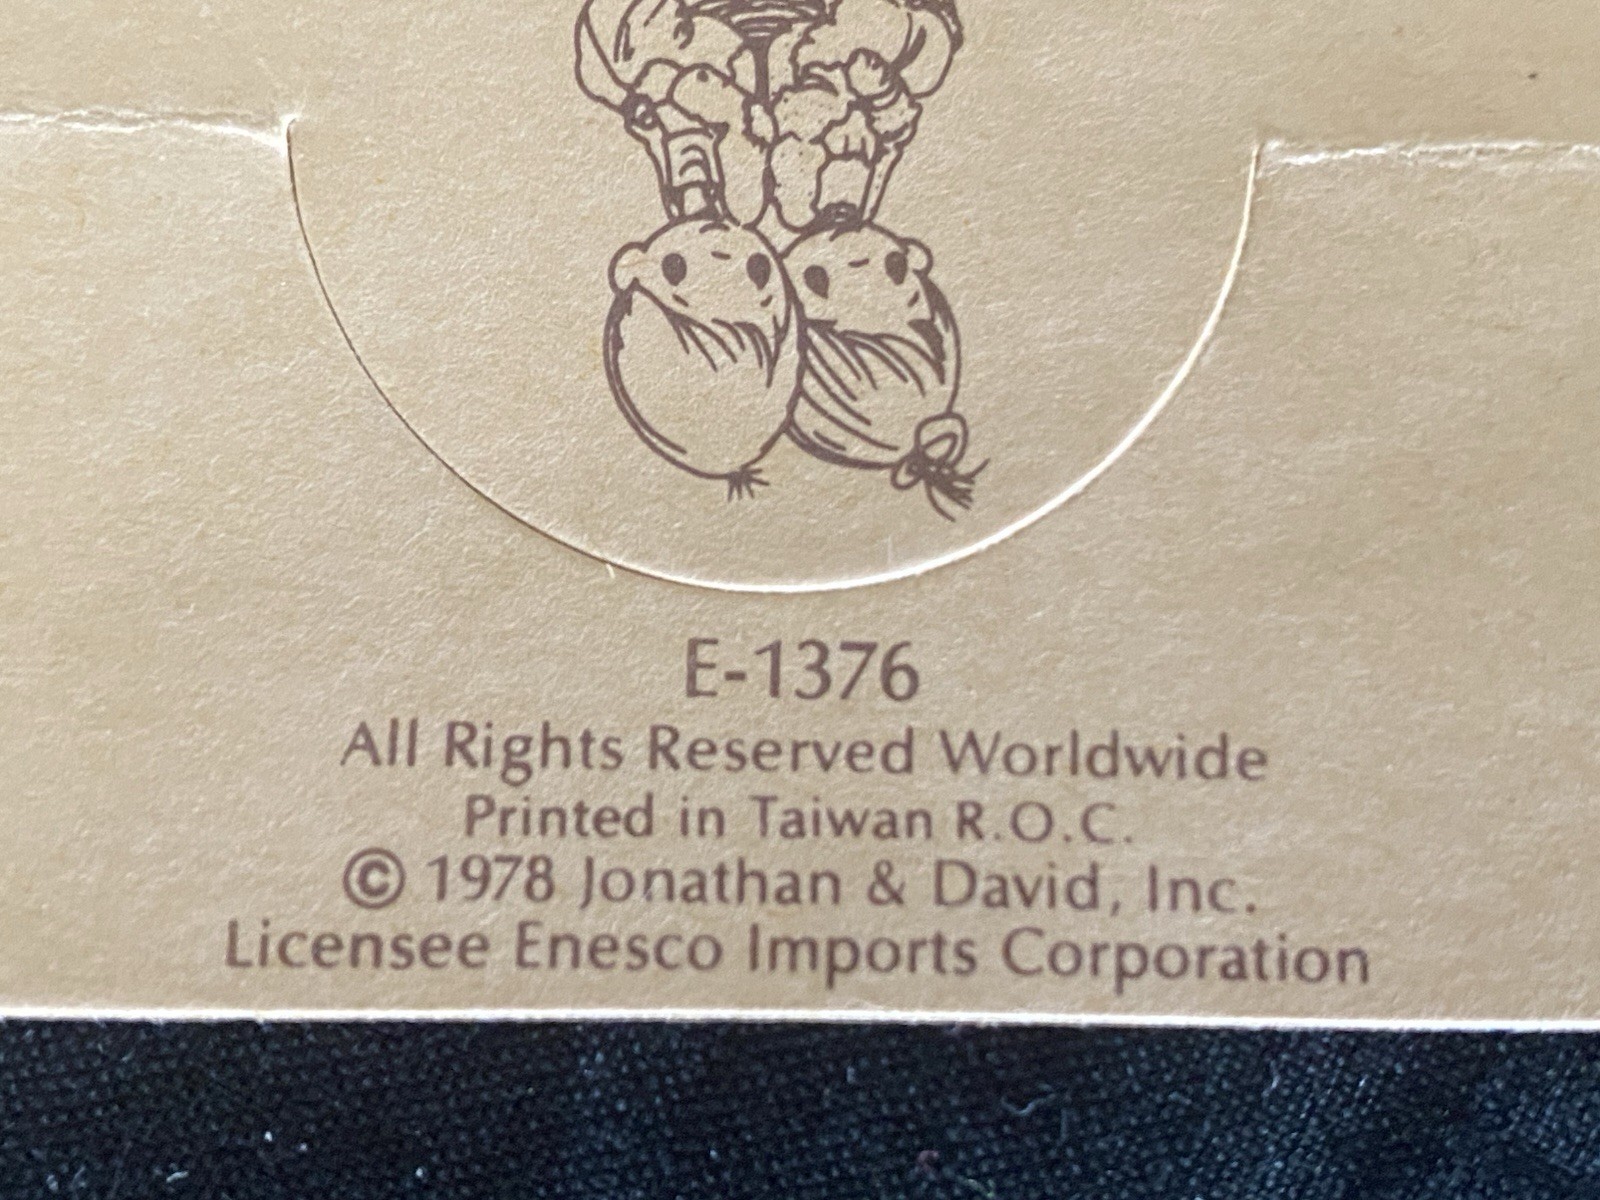 E-1376
All Rights Reserved Worldwide
Printed in Taiwan R.O.C.
© 1978 Jonathan & David, Inc.
Licensee Enesco Imports Corporation